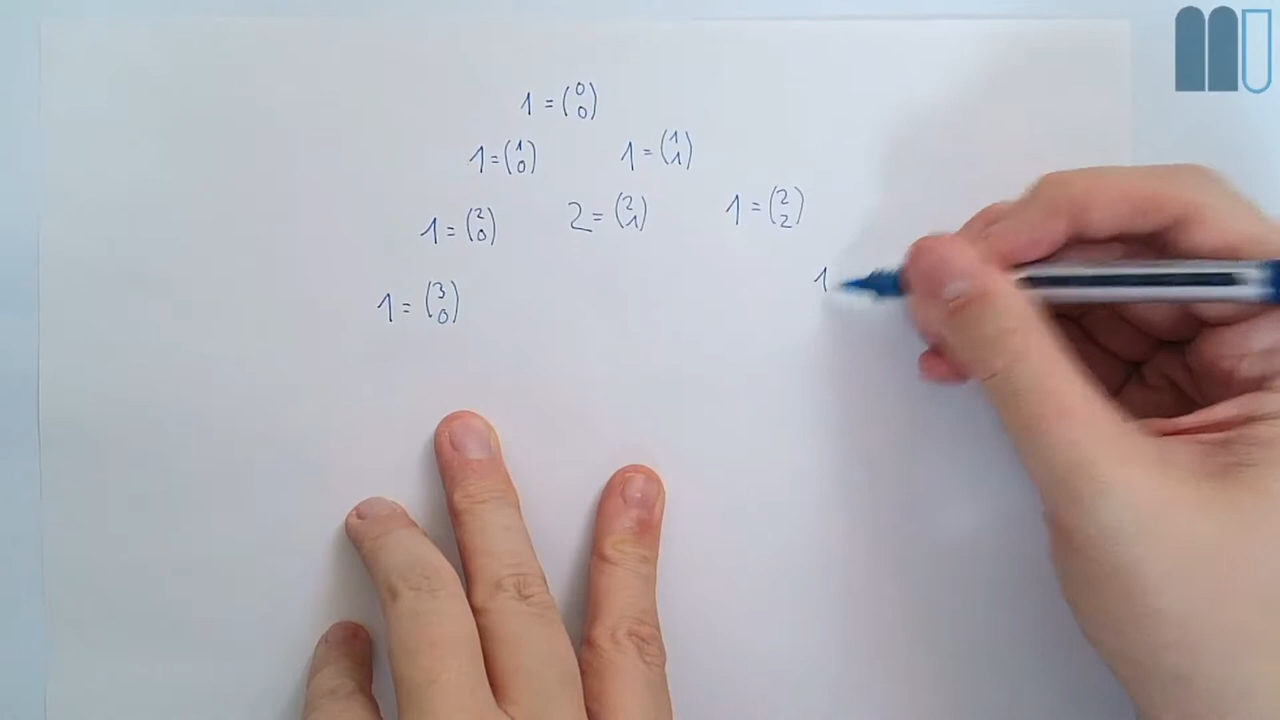 1 = (0 0)
1 = (1 0) 1 = (1 1)
1 = (2 0) 2 = (2 1) 1 = (2 2)
1 = (3 0) 1